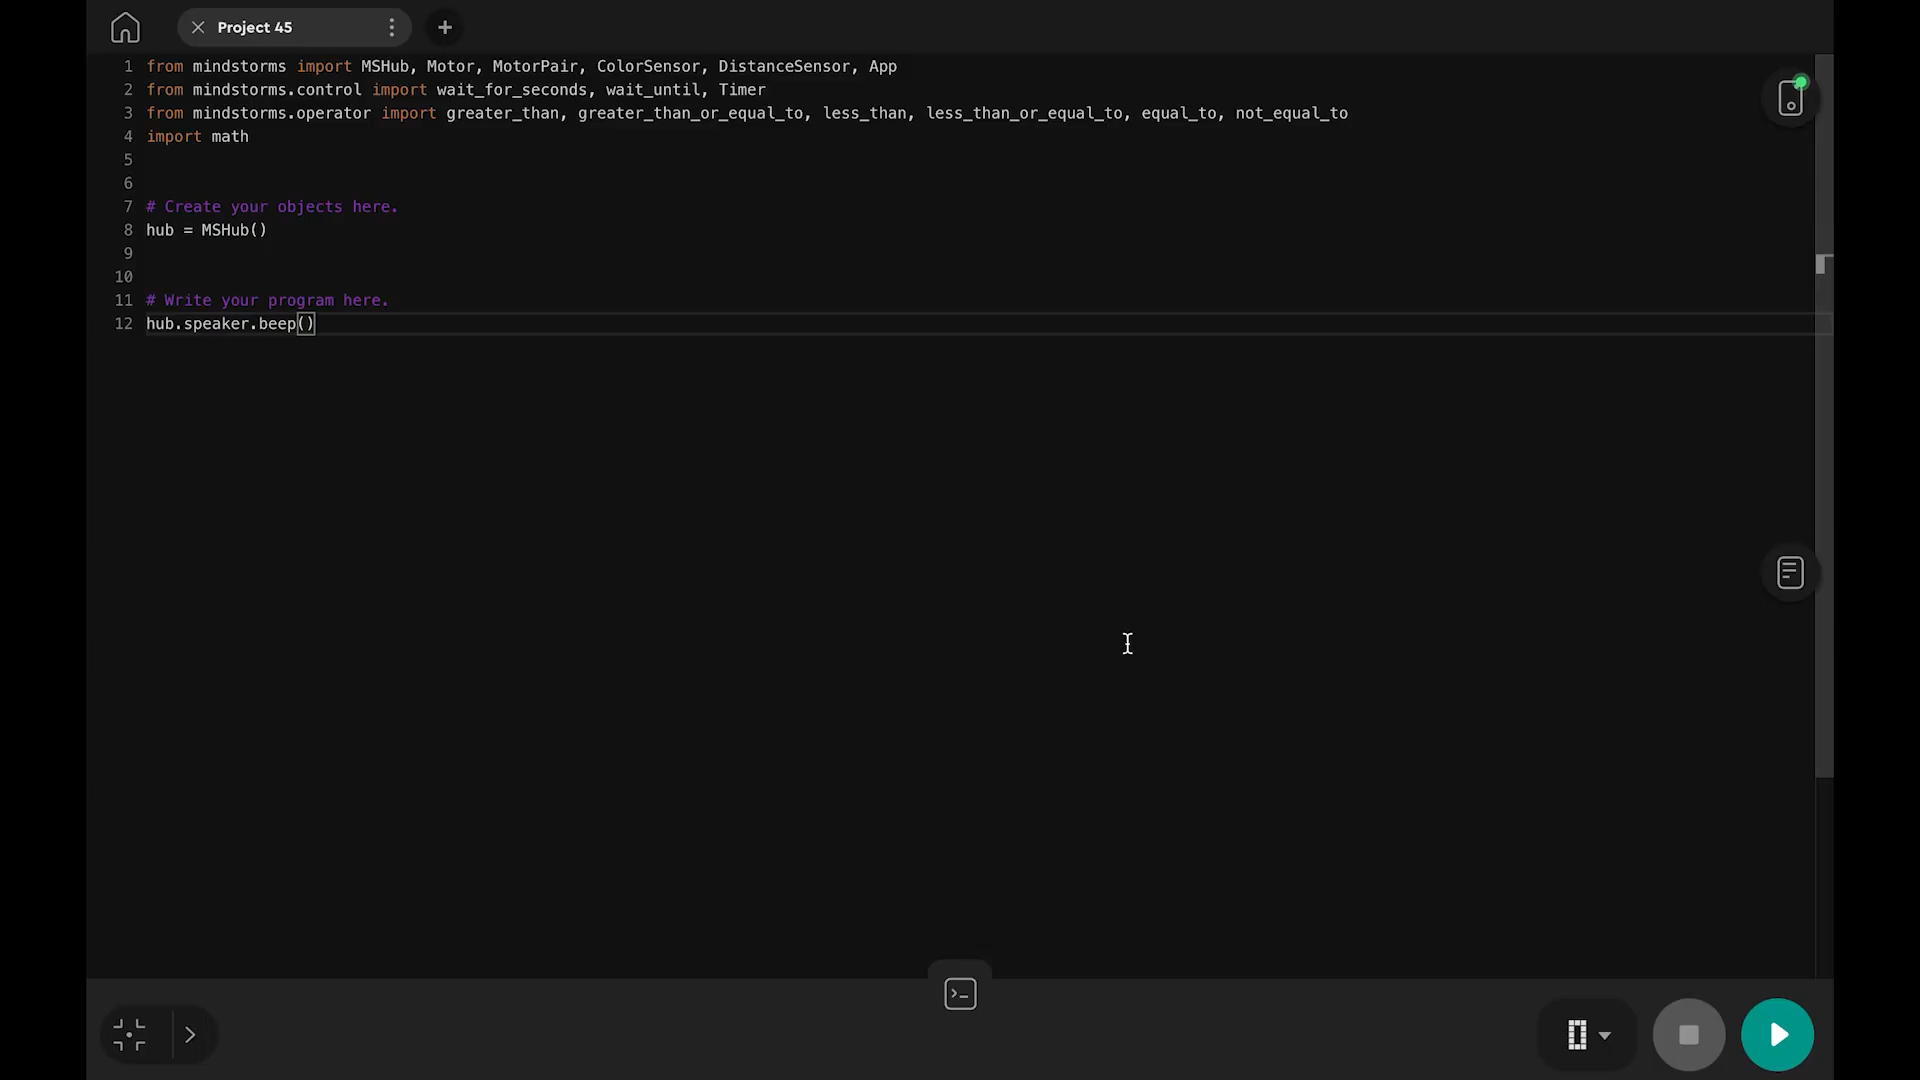 Project 45
1 from mindstorms import MSHub, Motor, MotorPair, ColorSensor, DistanceSensor, App
2 from mindstorms.control import wait_for_seconds, wait_until, Timer
3 from mindstorms.operator import greater_than, greater_than_or_equal_to, less_than, less_than_or_equal_to, equal_to, not_equal_to
4 import math
5
6
7 # Create your objects here.
8 hub = MSHub()
9
10
11 # Write your program here.
12 hub.speaker.beep()